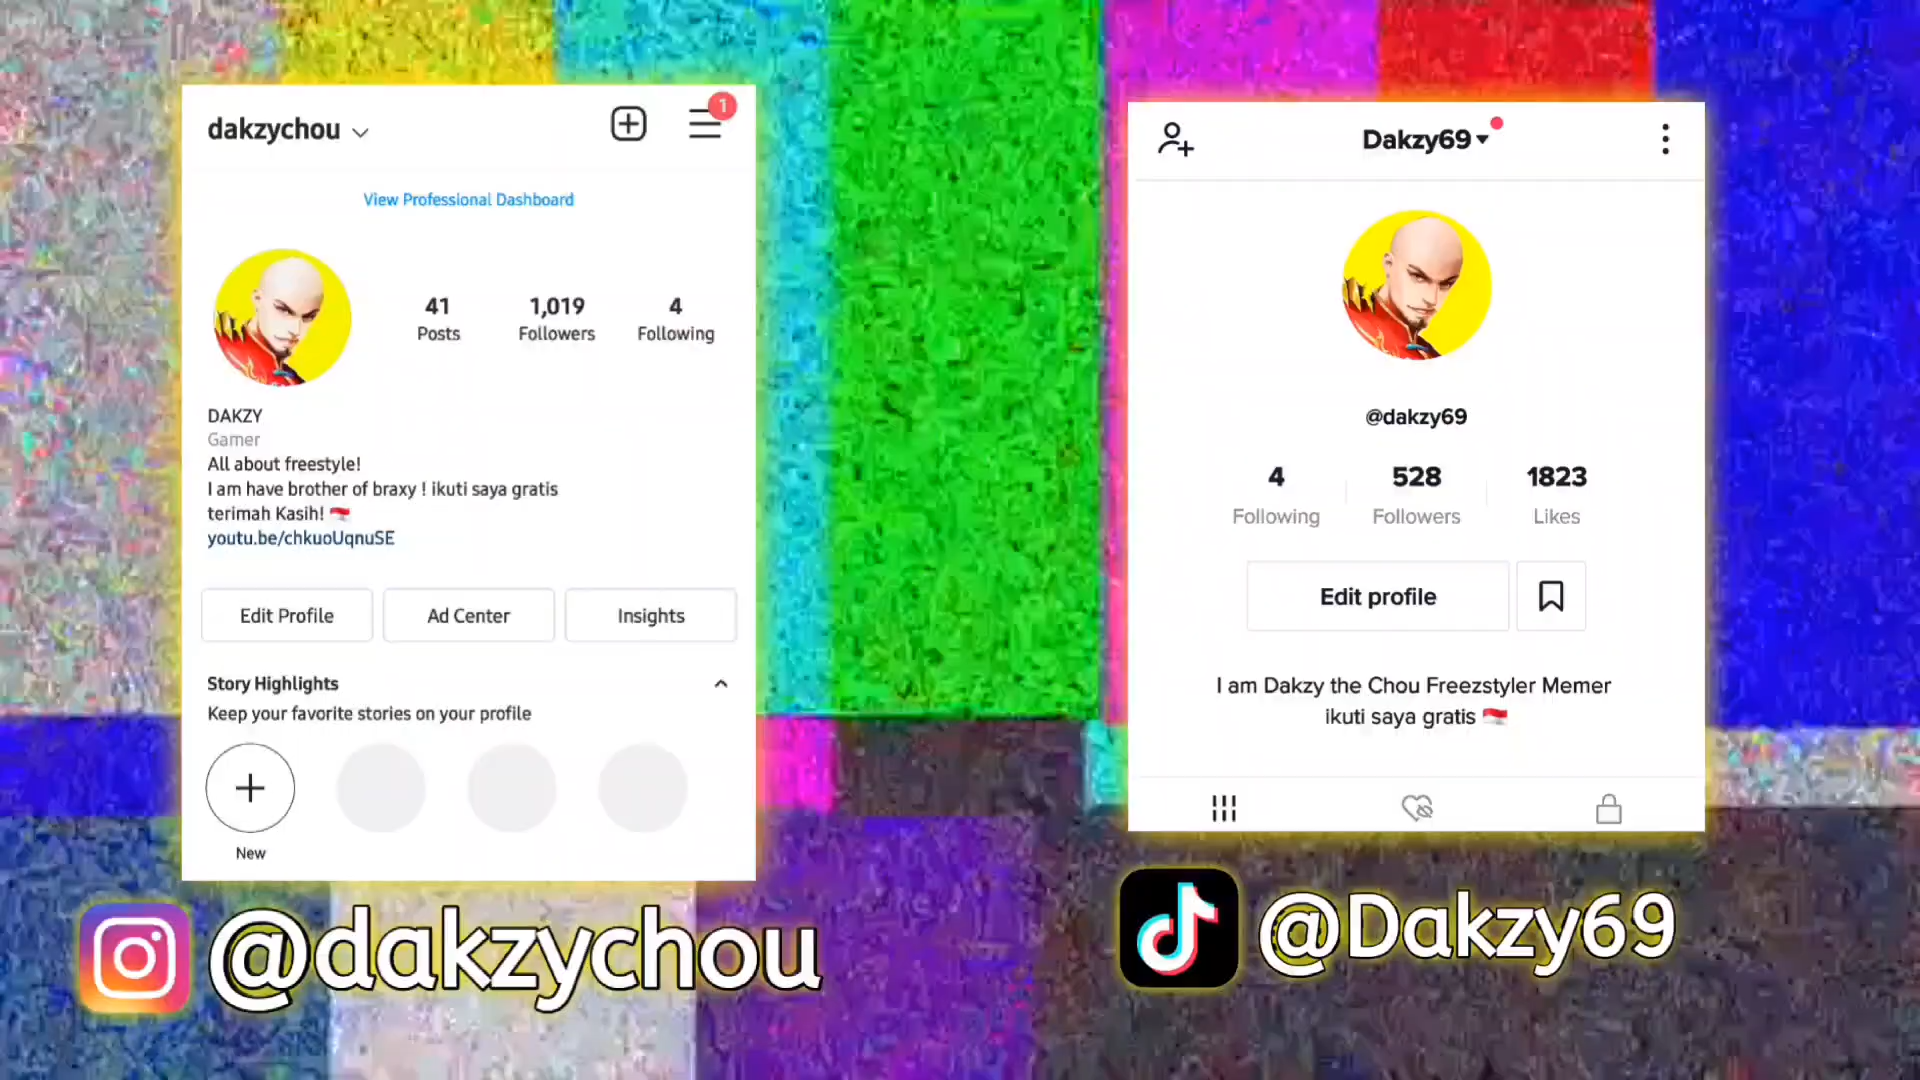 dakzychou
1
View Professional Dashboard
41
Posts
1,019
Followers
4
Following
DAKZY
Gamer
All about freestyle!
I am have brother of braxy ! ikuti saya gratis
terimah Kasih! 🇮🇩
youtu.be/chkuoUqnuSE
Edit Profile
Ad Center
Insights
Story Highlights
Keep your favorite stories on your profile
New
@dakzychou
Dakzy69
@dakzy69
4
Following
528
Followers
1823
Likes
Edit profile
I am Dakzy the Chou Freezstyler Memer
ikuti saya gratis 🇮🇩
@Dakzy69